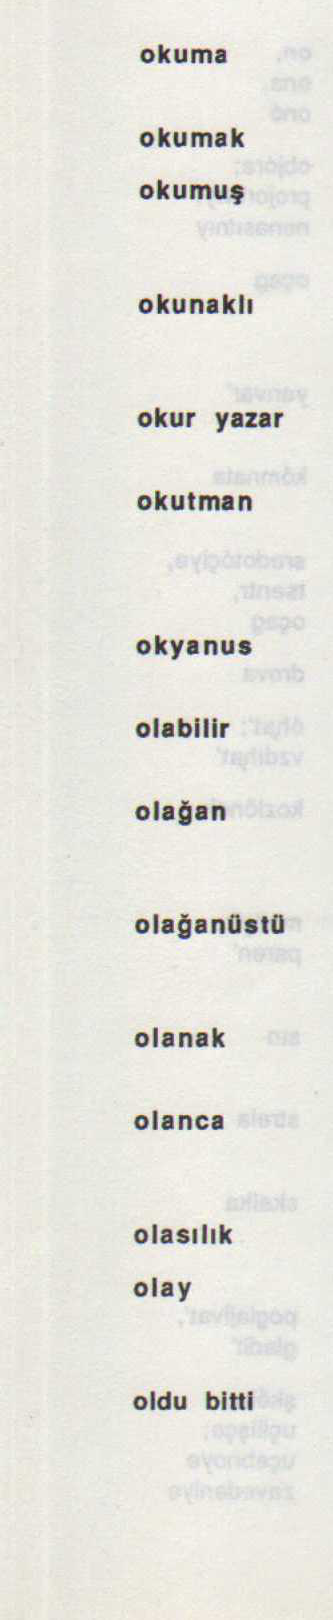 okuma
okumak
okumuş
okunaklı
okur yazar
okutman
okyanus
olabilir
olağan
olağanüstü
olanak
olanca
olasılık
olay
oldu bitti